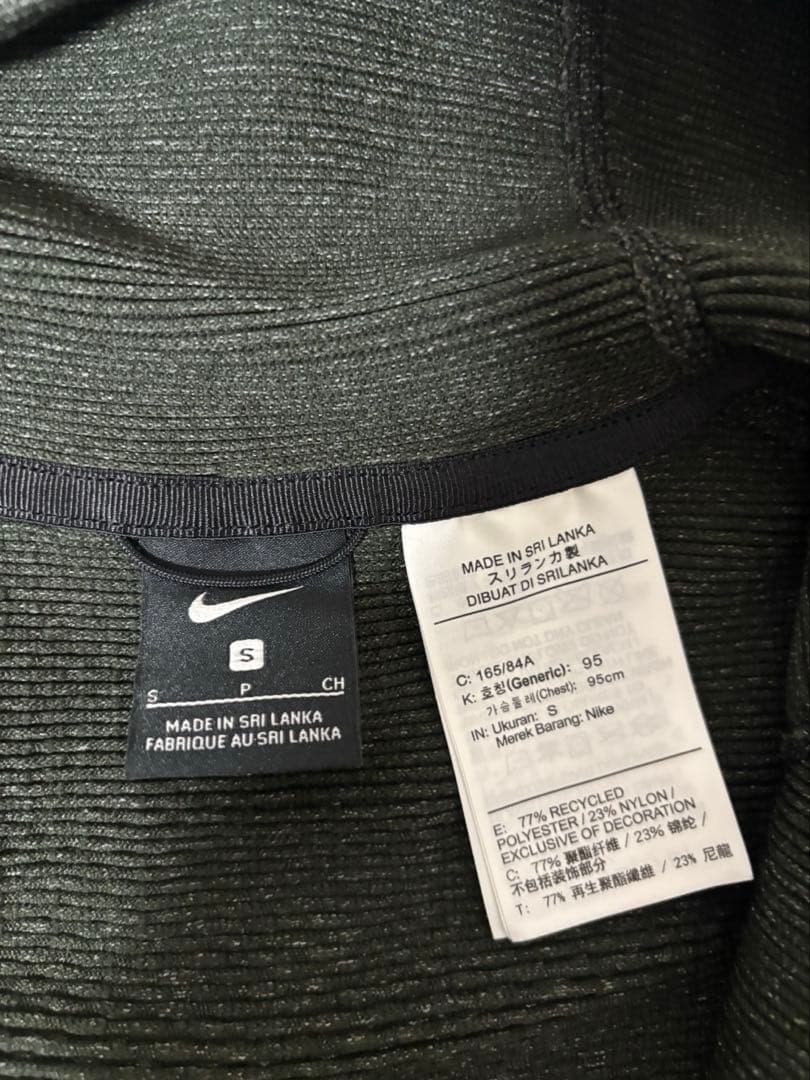 S
S P CH
MADE IN SRI LANKA
FABRIQUE AU SRI LANKA
MADE IN SRI LANKA
スリランカ製
DIBUAT DI SRILANKA
C: 165/84A
K: 호칭(Generic): 95
가슴둘레(Chest): 95cm
IN: Ukuran: S
Merek Barang: Nike
E: 77% RECYCLED
POLYESTER / 23% NYLON /
EXCLUSIVE OF DECORATION
C: 77% 聚酯纤维 / 23% 锦纶 /
不包括装饰部分
T: 77% 再生聚酯纖維 / 23% 尼龍